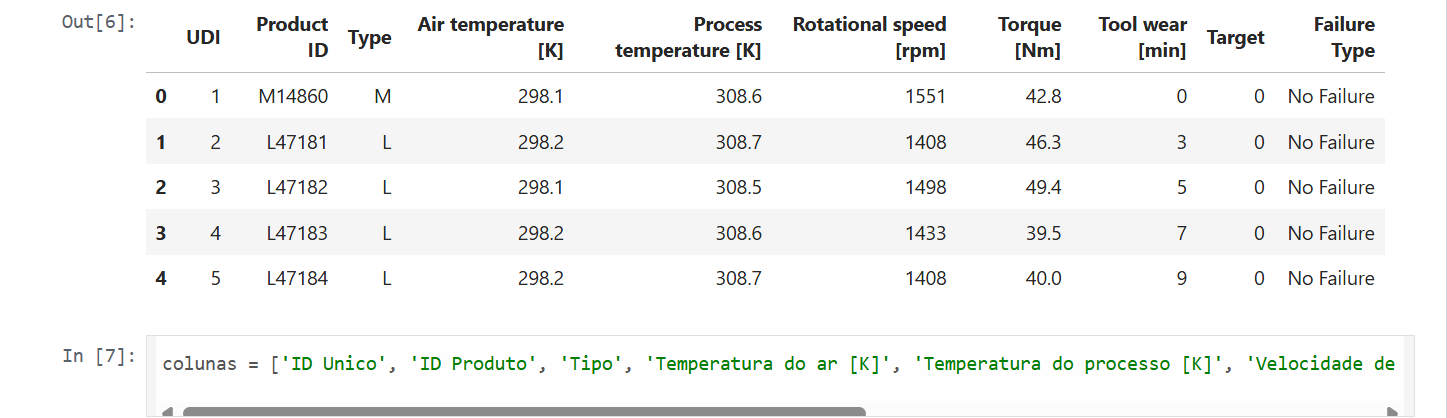 Out[6]:
UDI Product ID Type Air temperature [K] Process temperature [K] Rotational speed [rpm] Torque [Nm] Tool wear [min] Target Failure Type
0 1 M14860 M 298.1 308.6 1551 42.8 0 0 No Failure
1 2 L47181 L 298.2 308.7 1408 46.3 3 0 No Failure
2 3 L47182 L 298.1 308.5 1498 49.4 5 0 No Failure
3 4 L47183 L 298.2 308.6 1433 39.5 7 0 No Failure
4 5 L47184 L 298.2 308.7 1408 40.0 9 0 No Failure
In [7]:
colunas = ['ID Unico', 'ID Produto', 'Tipo', 'Temperatura do ar [K]', 'Temperatura do processo [K]', 'Velocidade de